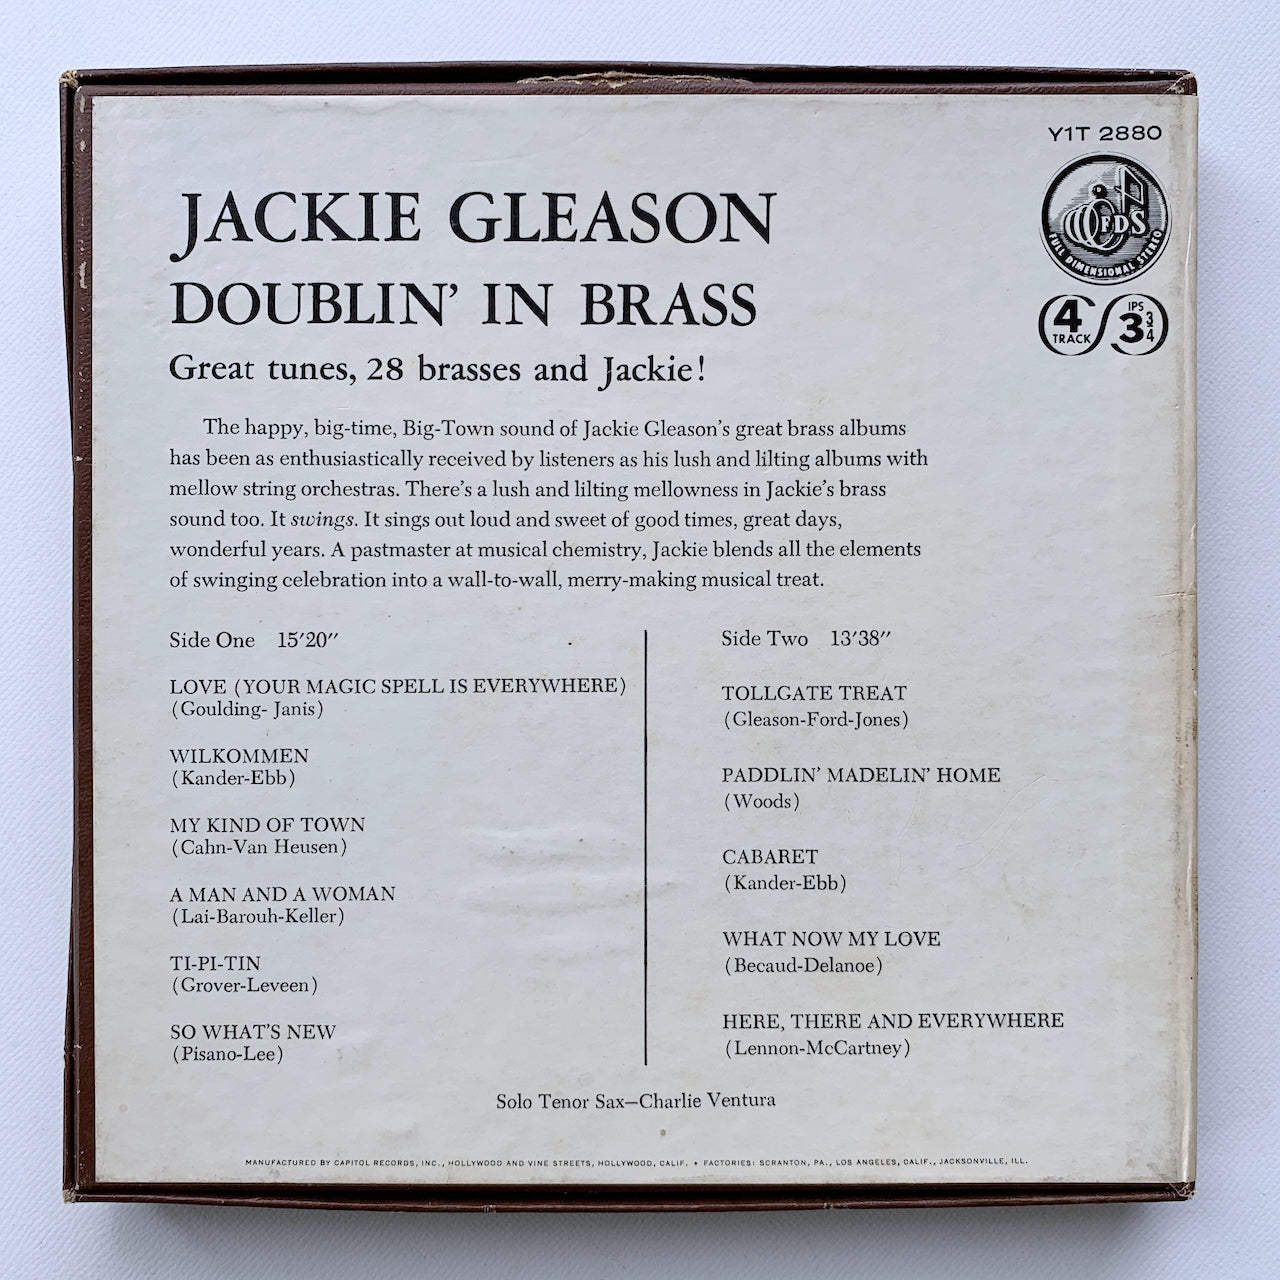 Y1T 2880
FDS
FULL DIMENSIONAL STEREO
4 TRACK
IPS 3 3/4
JACKIE GLEASON
DOUBLIN’ IN BRASS
Great tunes, 28 brasses and Jackie!
The happy, big-time, Big-Town sound of Jackie Gleason’s great brass albums
has been as enthusiastically received by listeners as his lush and lilting albums with
mellow string orchestras. There’s a lush and lilting mellowness in Jackie’s brass
sound too. It swings. It sings out loud and sweet of good times, great days,
wonderful years. A pastmaster at musical chemistry, Jackie blends all the elements
of swinging celebration into a wall-to-wall, merry-making musical treat.
Side One 15′20″
LOVE (YOUR MAGIC SPELL IS EVERYWHERE)
(Goulding- Janis)
WILKOMMEN
(Kander-Ebb)
MY KIND OF TOWN
(Cahn-Van Heusen)
A MAN AND A WOMAN
(Lai-Barouh-Keller)
TI-PI-TIN
(Grover-Leveen)
SO WHAT’S NEW
(Pisano-Lee)
Side Two 13′38″
TOLLGATE TREAT
(Gleason-Ford-Jones)
PADDLIN’ MADELIN’ HOME
(Woods)
CABARET
(Kander-Ebb)
WHAT NOW MY LOVE
(Becaud-Delanoe)
HERE, THERE AND EVERYWHERE
(Lennon-McCartney)
Solo Tenor Sax—Charlie Ventura
MANUFACTURED BY CAPITOL RECORDS, INC., HOLLYWOOD AND VINE STREETS, HOLLYWOOD, CALIF. • FACTORIES: SCRANTON, PA., LOS ANGELES, CALIF., JACKSONVILLE, ILL.